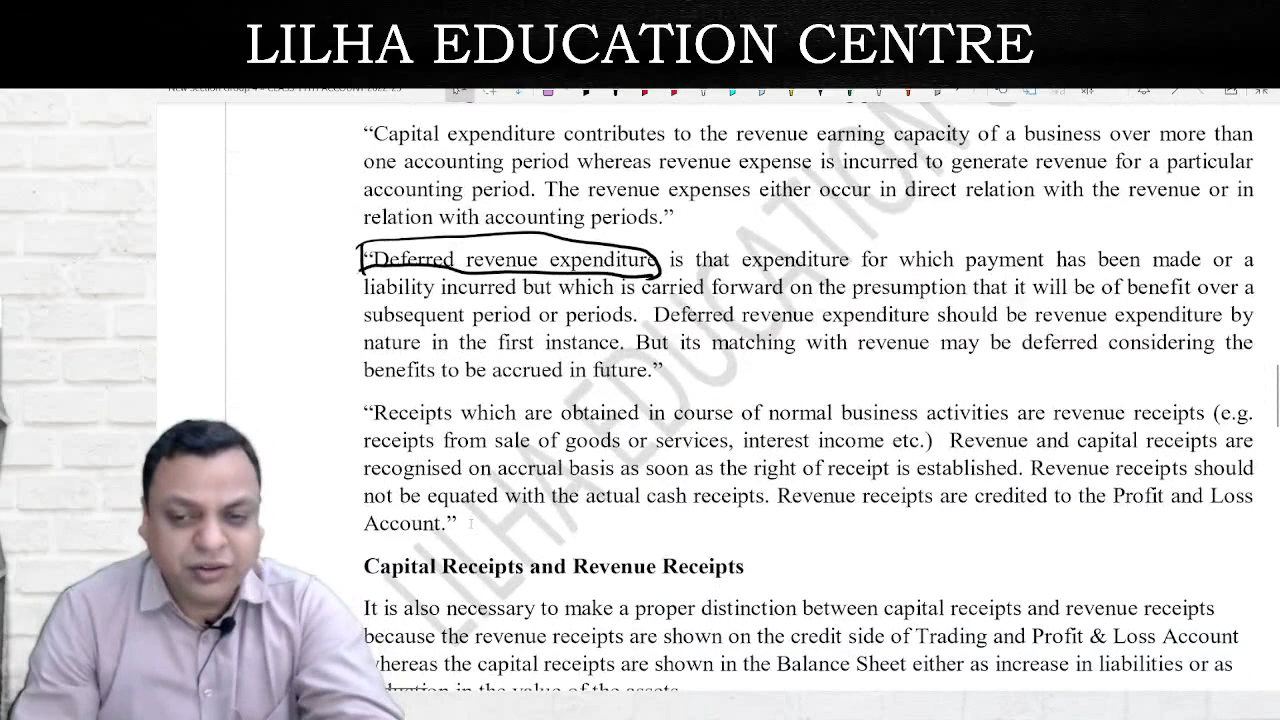 LILHA EDUCATION CENTRE
“Capital expenditure contributes to the revenue earning capacity of a business over more than
one accounting period whereas revenue expense is incurred to generate revenue for a particular
accounting period. The revenue expenses either occur in direct relation with the revenue or in
relation with accounting periods.”
“Deferred revenue expenditure is that expenditure for which payment has been made or a
liability incurred but which is carried forward on the presumption that it will be of benefit over a
subsequent period or periods. Deferred revenue expenditure should be revenue expenditure by
nature in the first instance. But its matching with revenue may be deferred considering the
benefits to be accrued in future.”
“Receipts which are obtained in course of normal business activities are revenue receipts (e.g.
receipts from sale of goods or services, interest income etc.) Revenue and capital receipts are
recognised on accrual basis as soon as the right of receipt is established. Revenue receipts should
not be equated with the actual cash receipts. Revenue receipts are credited to the Profit and Loss
Account.”
Capital Receipts and Revenue Receipts
It is also necessary to make a proper distinction between capital receipts and revenue receipts
because the revenue receipts are shown on the credit side of Trading and Profit & Loss Account
whereas the capital receipts are shown in the Balance Sheet either as increase in liabilities or as
in the value of the assets
LILHA EDUCATION